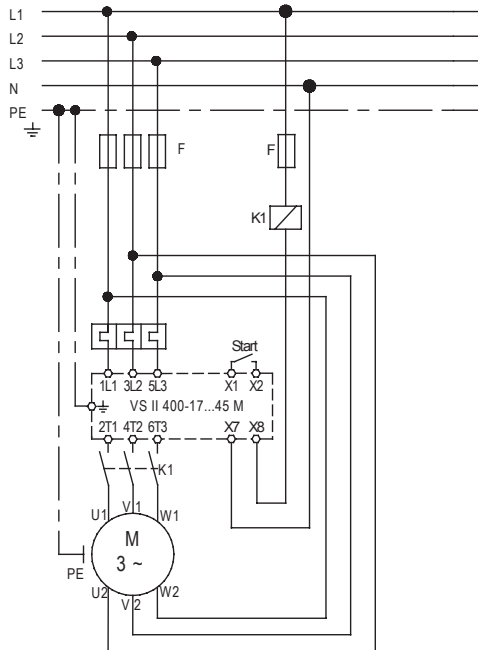 L1
L2
L3
N
PE
F
F
K1
Start
1L1 3L2 5L3 X1 X2
VS II 400-17...45 M
2T1 4T2 6T3 X7 X8
K1
U1 V1 W1
M
3 ~
PE
U2 V2 W2